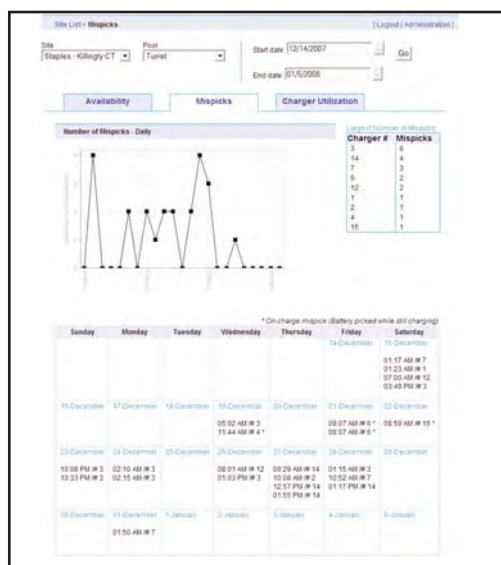 Site List > Mispicks [ Logout | Administration ]
Site Post
Staples - Killingly CT Turret
Start date 12/14/2007 Go
End date 01/5/2008
Availability Mispicks Charger Utilization
Number of Mispicks - Daily
Largest Number of Mispicks
Charger # Mispicks
3 6
14 4
7 3
6 2
12 2
1 1
2 1
4 1
15 1
* On-charge mispick (Battery picked while still charging)
Sunday Monday Tuesday Wednesday Thursday Friday Saturday
14-December 15-December
01:17 AM /# 7
01:23 AM /# 1
07:00 AM /# 12
03:49 PM /# 3
16-December 17-December 18-December 19-December 20-December 21-December 22-December
05:02 AM /# 3 09:07 AM /# 6 * 08:59 AM /# 15 *
11:44 AM /# 4 * 09:07 AM /# 6 *
23-December 24-December 25-December 26-December 27-December 28-December 29-December
10:08 PM /# 3 02:10 AM /# 3 08:01 AM /# 12 09:29 AM /# 14 01:15 AM /# 3
10:33 PM /# 3 02:15 AM /# 3 01:03 PM /# 3 10:08 AM /# 2 10:52 AM /# 7
12:57 PM /# 14 01:17 PM /# 14
01:55 PM /# 14
30-December 31-December 1-January 2-January 3-January 4-January 5-January
01:50 AM /# 7